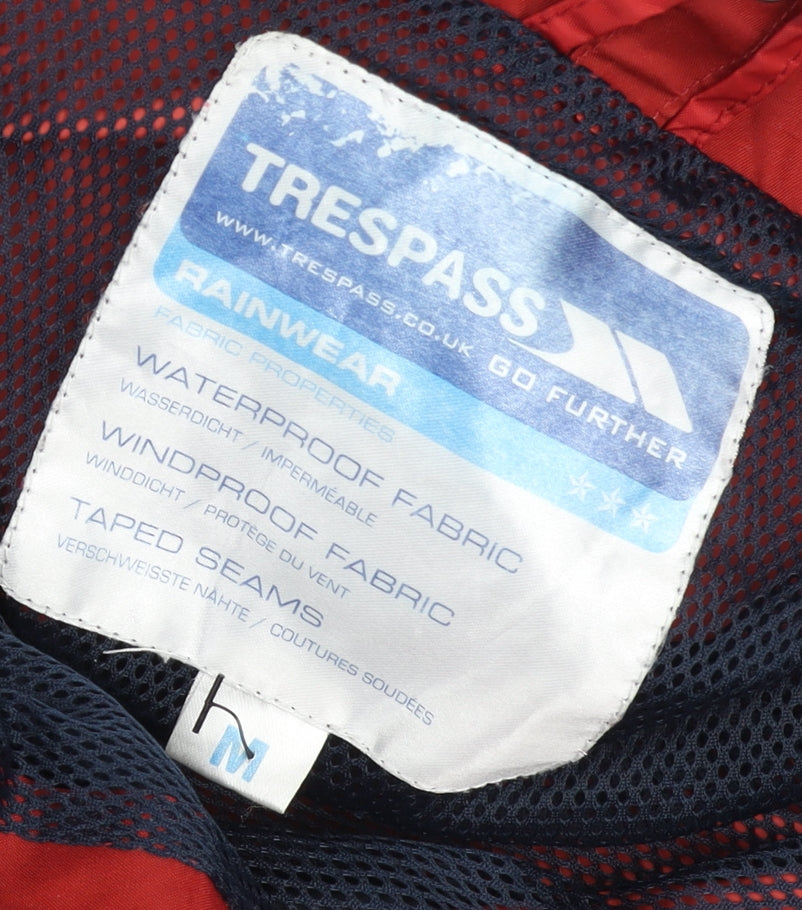 TRESPASS
WWW.TRESPASS.CO.UK
GO FURTHER
RAINWEAR
FABRIC PROPERTIES
WATERPROOF FABRIC
WASSERDICHT / IMPERMEABLE
WINDPROOF FABRIC
WINDDICHT / PROTÈGE DU VENT
TAPED SEAMS
VERSCHWEISSTE NÄHTE / COUTURES SOUDÉES
M